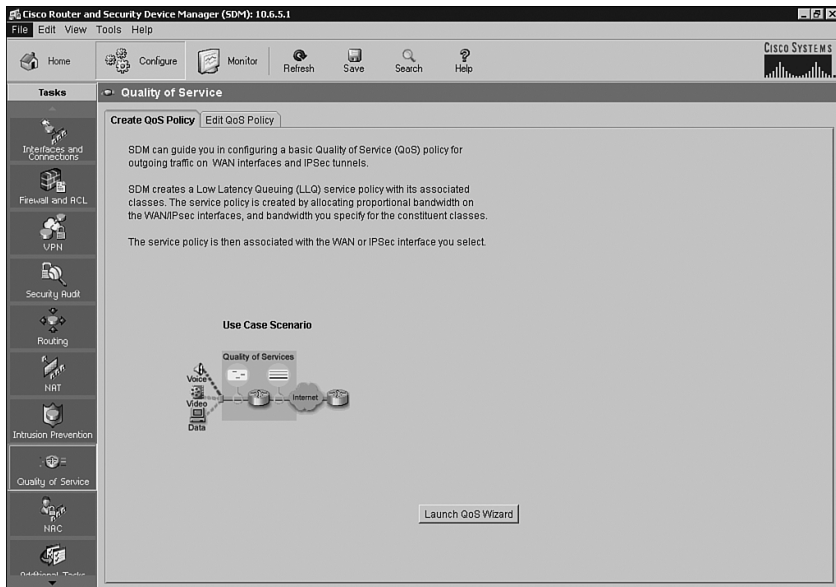 Cisco Router and Security Device Manager (SDM): 10.6.5.1
File Edit View Tools Help
Home Configure Monitor Refresh Save Search Help
CISCO SYSTEMS
Tasks
Quality of Service
Create QoS Policy Edit QoS Policy
Interfaces and
Connections
Firewall and ACL
VPN
Security Audit
Routing
NAT
Intrusion Prevention
Quality of Service
NAC
Additional Tasks
SDM can guide you in configuring a basic Quality of Service (QoS) policy for
outgoing traffic on WAN interfaces and IPSec tunnels.
SDM creates a Low Latency Queuing (LLQ) service policy with its associated
classes. The service policy is created by allocating proportional bandwidth on
the WAN/IPsec interfaces, and bandwidth you specify for the constituent classes.
The service policy is then associated with the WAN or IPSec interface you select.
Use Case Scenario
Quality of Services
Voice
Video
Data
Internet
Launch QoS Wizard